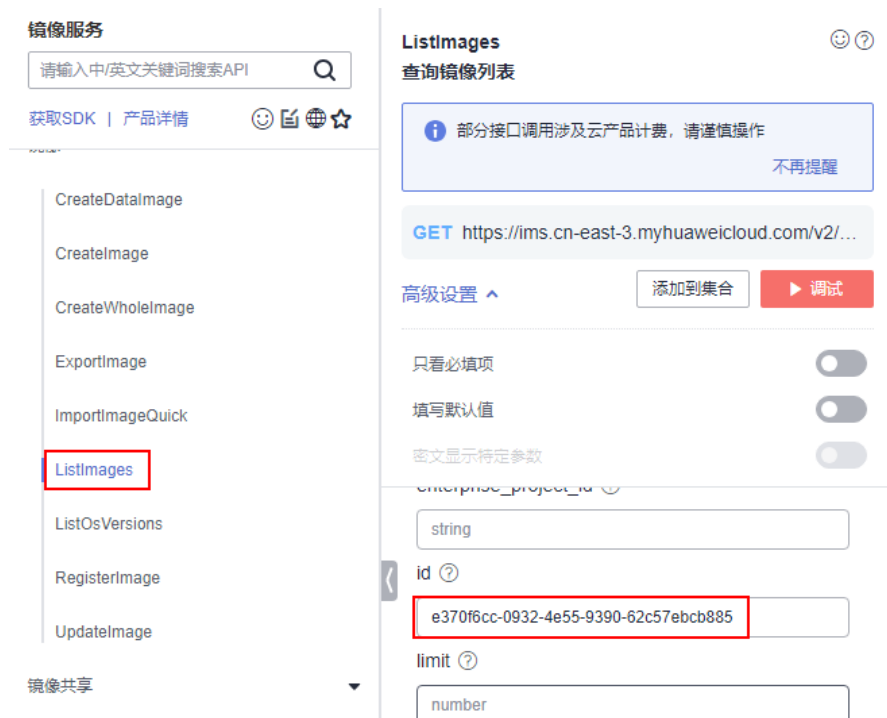 镜像服务
请输入中/英文关键词搜索API
获取SDK | 产品详情
镜像
CreateDataImage
CreateImage
CreateWholeImage
ExportImage
ImportImageQuick
ListImages
ListOsVersions
RegisterImage
UpdateImage
镜像共享
ListImages
查询镜像列表
部分接口调用涉及云产品计费，请谨慎操作
不再提醒
GET https://ims.cn-east-3.myhuaweicloud.com/v2/...
高级设置 添加到集合 调试
只看必填项
填写默认值
密文显示特定参数
enterprise_project_id
string
id
e370f6cc-0932-4e55-9390-62c57ebcb885
limit
number